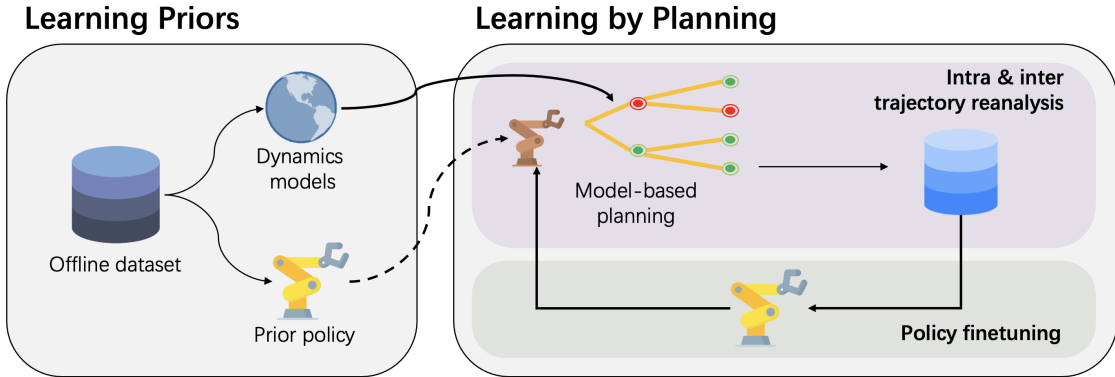 Learning Priors
Dynamics
models
Offline dataset
Prior policy
Learning by Planning
Intra & inter
trajectory reanalysis
Model-based
planning
Policy finetuning